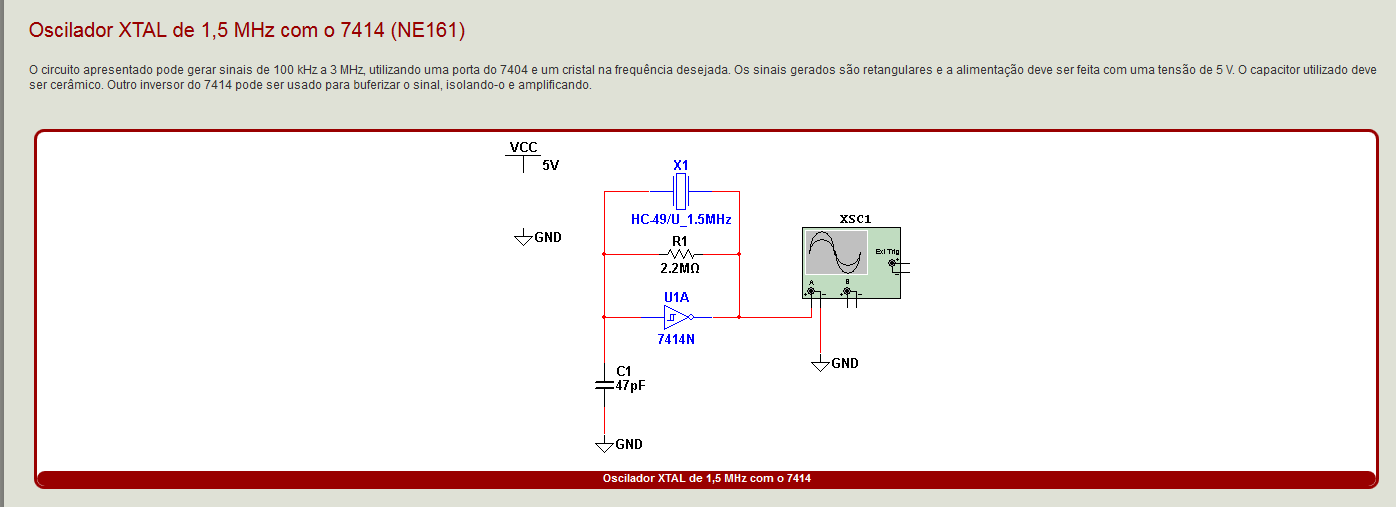 Oscilador XTAL de 1,5 MHz com o 7414 (NE161)
O circuito apresentado pode gerar sinais de 100 kHz a 3 MHz, utilizando uma porta do 7404 e um cristal na frequência desejada. Os sinais gerados são retangulares e a alimentação deve ser feita com uma tensão de 5 V. O capacitor utilizado deve
ser cerâmico. Outro inversor do 7414 pode ser usado para buferizar o sinal, isolando-o e amplificando.
VCC
5V
GND
X1
HC-49/U_1.5MHz
R1
2.2MΩ
U1A
7414N
C1
47pF
GND
XSC1
Ext Trig
+
-
A
B
+
-
+
-
GND
Oscilador XTAL de 1,5 MHz com o 7414